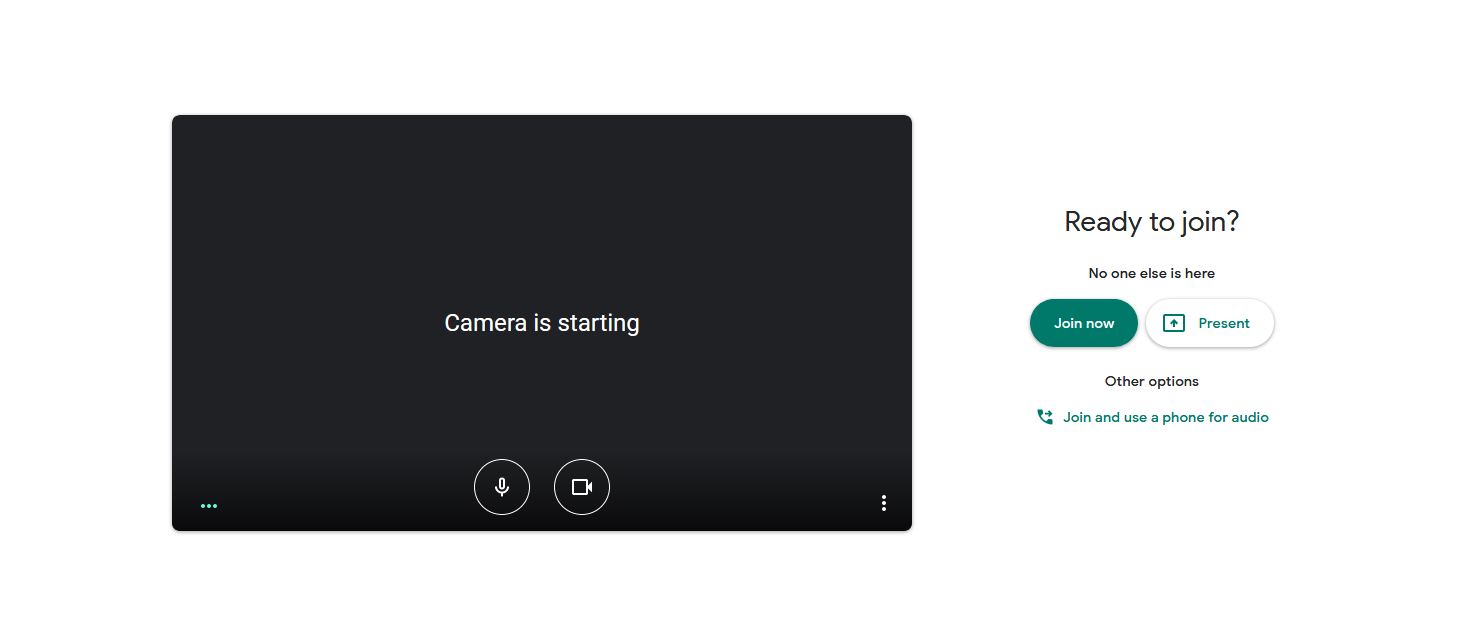 Camera is starting
Ready to join?
No one else is here
Join now
Present
Other options
Join and use a phone for audio